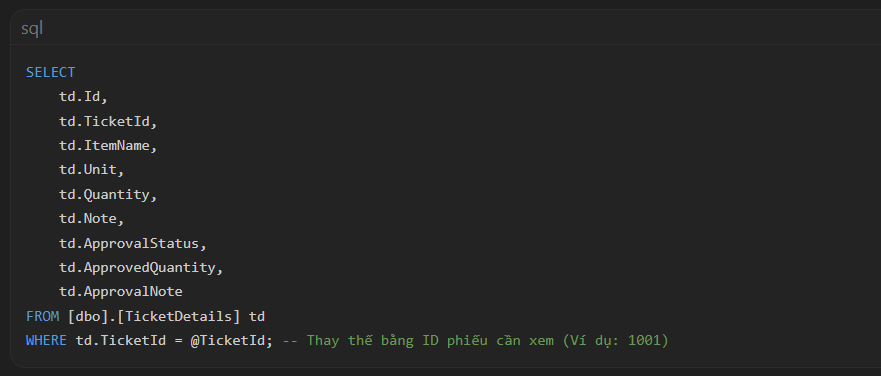 sql
SELECT
    td.Id,
    td.TicketId,
    td.ItemName,
    td.Unit,
    td.Quantity,
    td.Note,
    td.ApprovalStatus,
    td.ApprovedQuantity,
    td.ApprovalNote
FROM [dbo].[TicketDetails] td
WHERE td.TicketId = @TicketId; -- Thay thế bằng ID phiếu cần xem (Ví dụ: 1001)